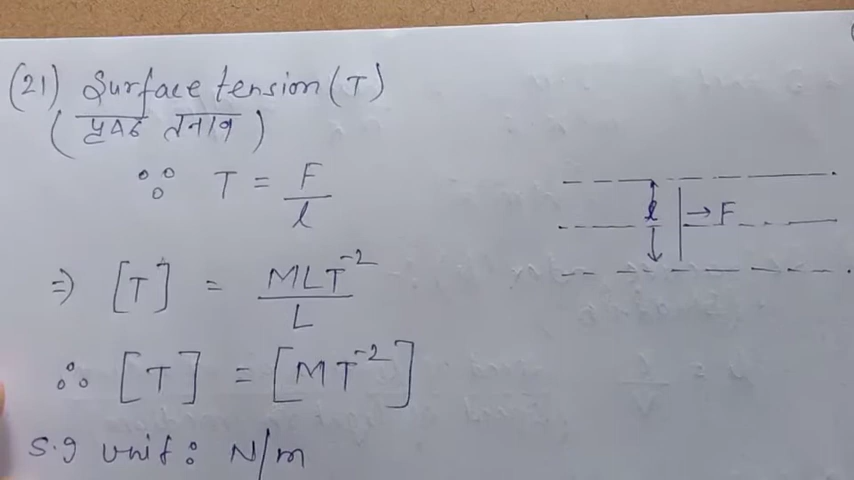 (21) Surface tension (T)
(पृष्ठ तनाव)
∵ T = F/l
l → F
⇒ [T] = MLT⁻²/L
∴ [T] = [MT⁻²]
S.I unit : N/m